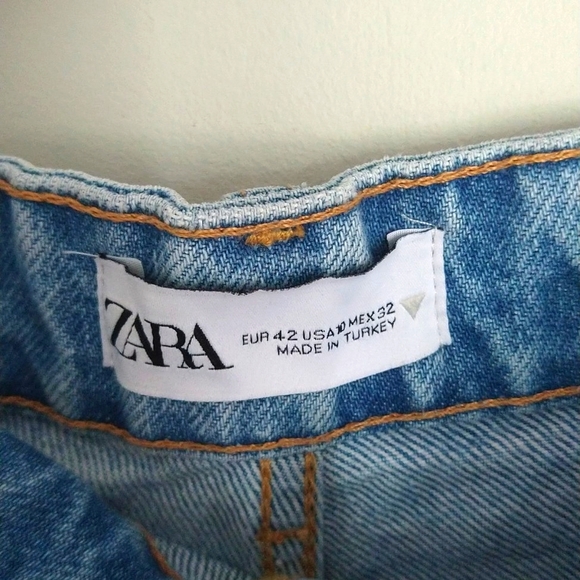 ZARA
EUR 42 USA 10 MEX 32
MADE IN TURKEY